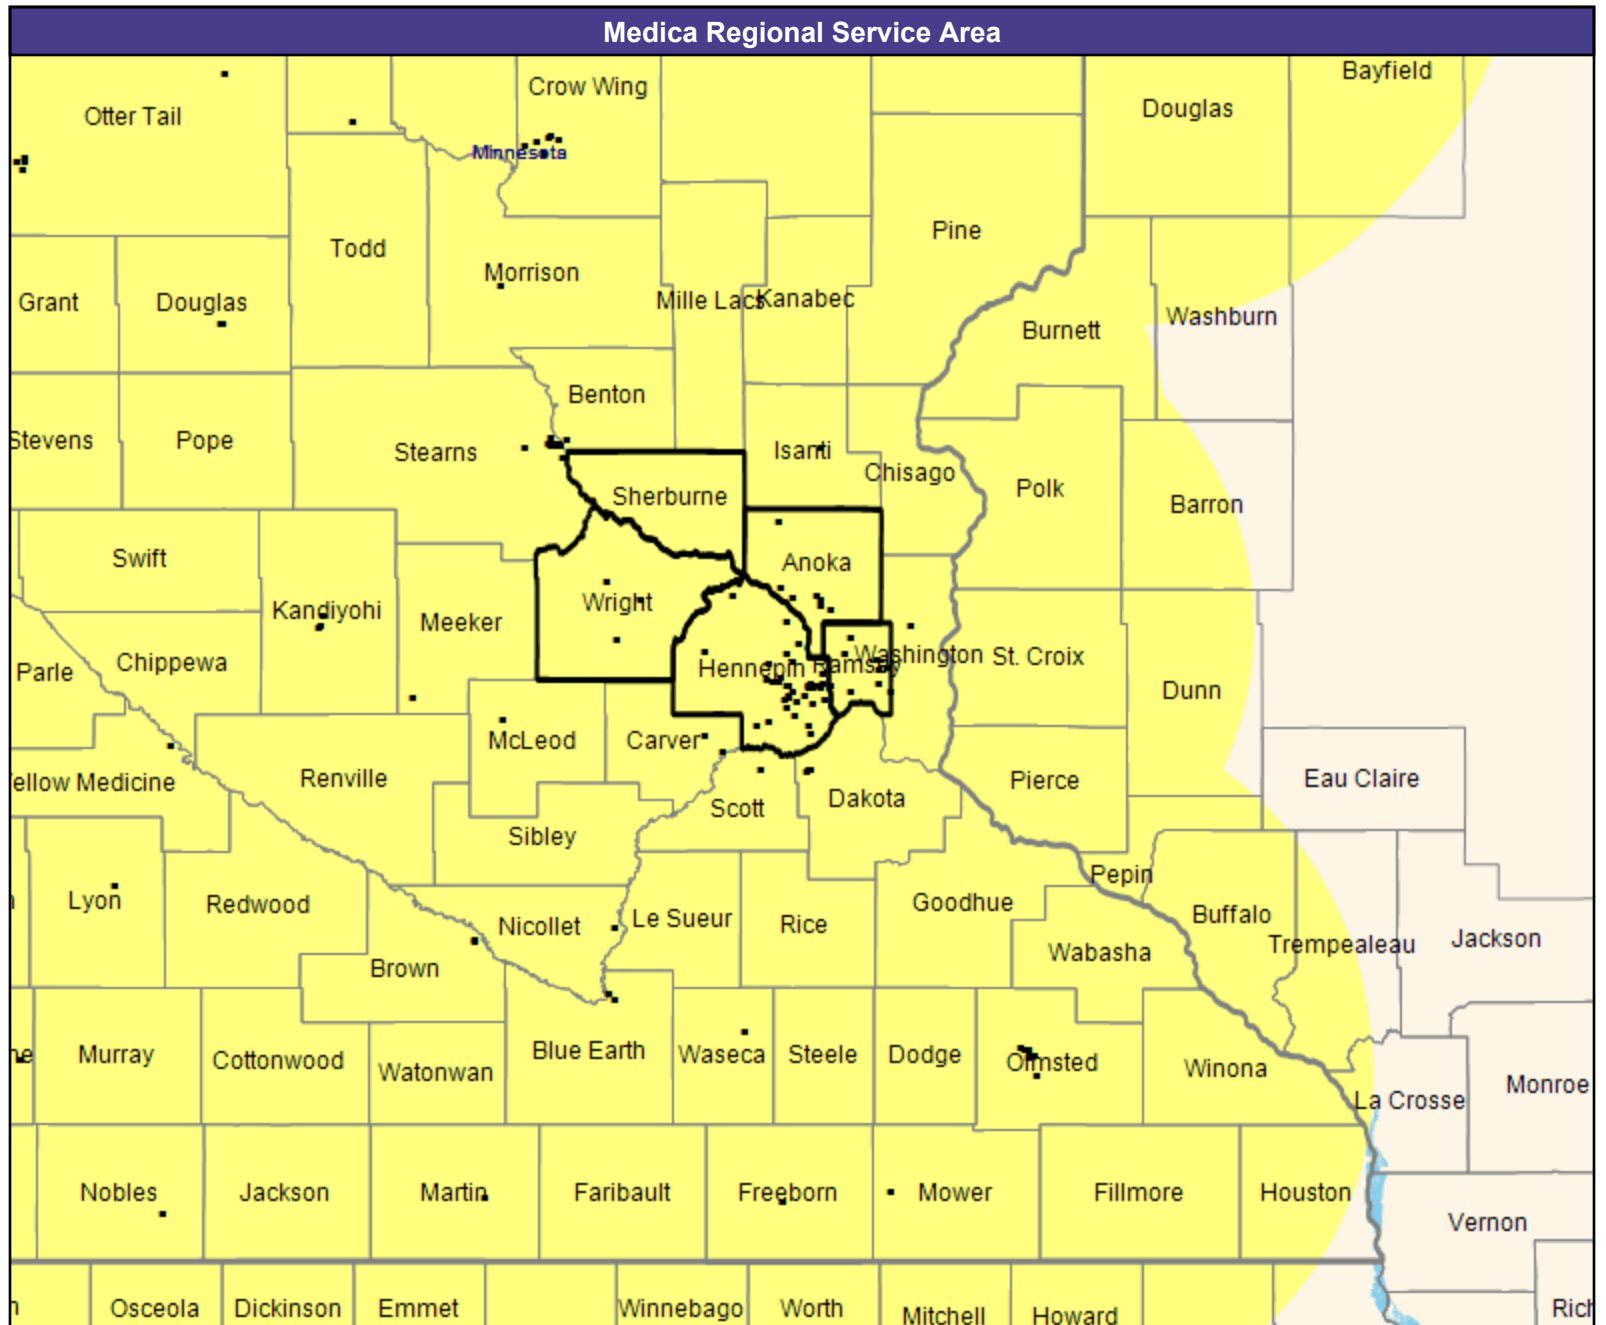 Medica Regional Service Area
Bayfield
Crow Wing
Douglas
Otter Tail
Minnesota
Pine
Todd
Morrison
Mille Lacs
Kanabec
Grant
Douglas
Washburn
Burnett
Benton
Stevens
Pope
Stearns
Isanti
Chisago
Polk
Sherburne
Barron
Swift
Anoka
Wright
Kandiyohi
Meeker
Chippewa
Parle
Hennepin
Ramsey
Washington
St. Croix
Dunn
McLeod
Carver
ellow Medicine
Renville
Pierce
Eau Claire
Scott
Dakota
Sibley
Pepin
Lyon
Redwood
Goodhue
Nicollet
Le Sueur
Rice
Buffalo
Trempealeau
Jackson
Wabasha
Brown
ne
Murray
Cottonwood
Watonwan
Blue Earth
Waseca
Steele
Dodge
Olmsted
Winona
La Crosse
Monroe
Nobles
Jackson
Martin
Faribault
Freeborn
Mower
Fillmore
Houston
Vernon
n
Osceola
Dickinson
Emmet
Winnebago
Worth
Mitchell
Howard
Rich